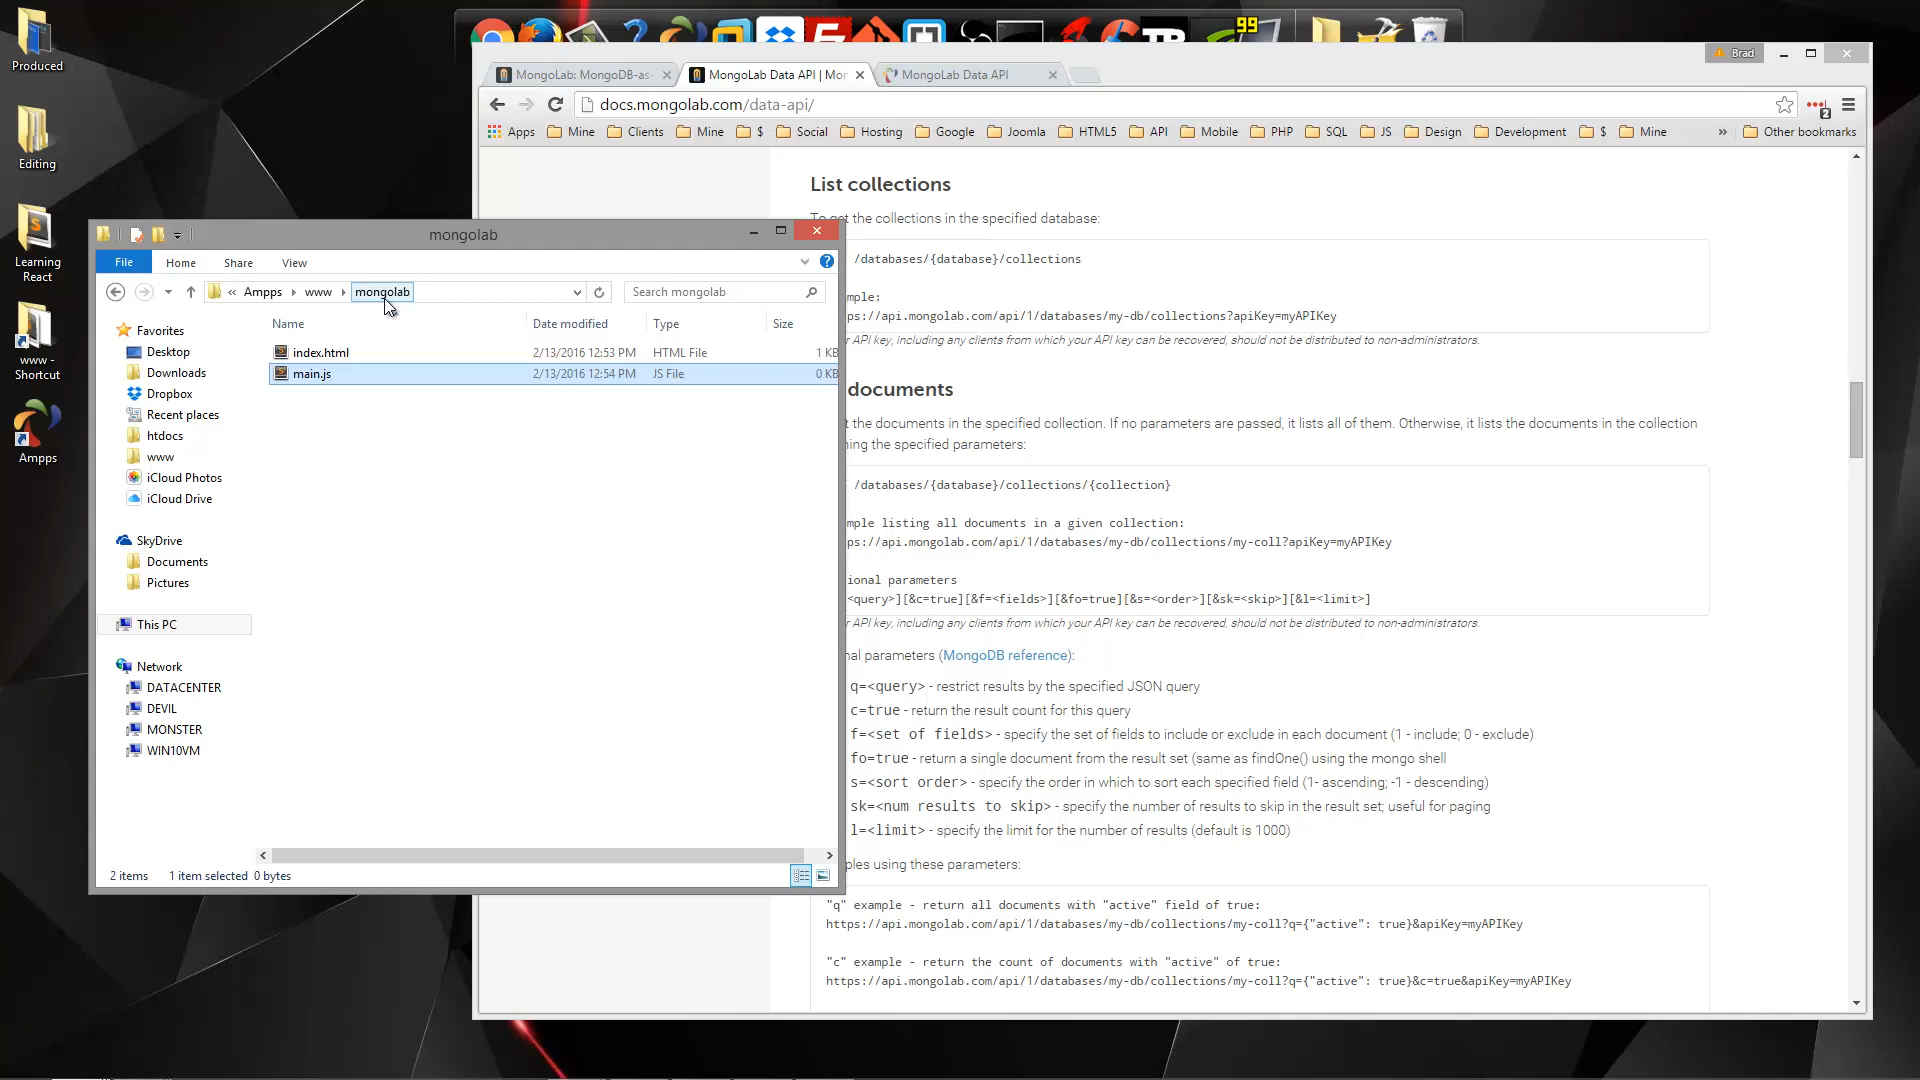 Produced
Editing
Learning
React
www -
Shortcut
Ampps
99
TB
Brad
MongoLab: MongoDB-as-
MongoLab Data API | Mon
MongoLab Data API
docs.mongolab.com/data-api/
2
Apps
Mine
Clients
Mine
$
Social
Hosting
Google
Joomla
HTML5
API
Mobile
PHP
SQL
JS
Design
Development
$
Mine
»
Other bookmarks
List collections
the collections in the specified database:
/databases/{database}/collections
mple:
ps://api.mongolab.com/api/1/databases/my-db/collections?apiKey=myAPIKey
r API key, including any clients from which your API key can be recovered, should not be distributed to non-administrators.
documents
t the documents in the specified collection. If no parameters are passed, it lists all of them. Otherwise, it lists the documents in the collection
hing the specified parameters:
/databases/{database}/collections/{collection}
mple listing all documents in a given collection:
ps://api.mongolab.com/api/1/databases/my-db/collections/my-coll?apiKey=myAPIKey
ional parameters
<query>][&c=true][&f=<fields>][&fo=true][&s=<order>][&sk=<skip>][&l=<limit>]
r API key, including any clients from which your API key can be recovered, should not be distributed to non-administrators.
nal parameters (MongoDB reference):
q=<query> - restrict results by the specified JSON query
c=true - return the result count for this query
f=<set of fields> - specify the set of fields to include or exclude in each document (1 - include; 0 - exclude)
fo=true - return a single document from the result set (same as findOne() using the mongo shell
s=<sort order> - specify the order in which to sort each specified field (1- ascending; -1 - descending)
sk=<num results to skip> - specify the number of results to skip in the result set; useful for paging
l=<limit> - specify the limit for the number of results (default is 1000)
ples using these parameters:
"q" example - return all documents with "active" field of true:
https://api.mongolab.com/api/1/databases/my-db/collections/my-coll?q={"active": true}&apiKey=myAPIKey
"c" example - return the count of documents with "active" of true:
https://api.mongolab.com/api/1/databases/my-db/collections/my-coll?q={"active": true}&c=true&apiKey=myAPIKey
mongolab
File
Home
Share
View
« Ampps
www
mongolab
Search mongolab
Name
Date modified
Type
Size
index.html 2/13/2016 12:53 PM HTML File 1 KB
main.js 2/13/2016 12:54 PM JS File 0 KB
Favorites
Desktop
Downloads
Dropbox
Recent places
htdocs
www
iCloud Photos
iCloud Drive
SkyDrive
Documents
Pictures
This PC
Network
DATACENTER
DEVIL
MONSTER
WIN10VM
2 items 1 item selected 0 bytes